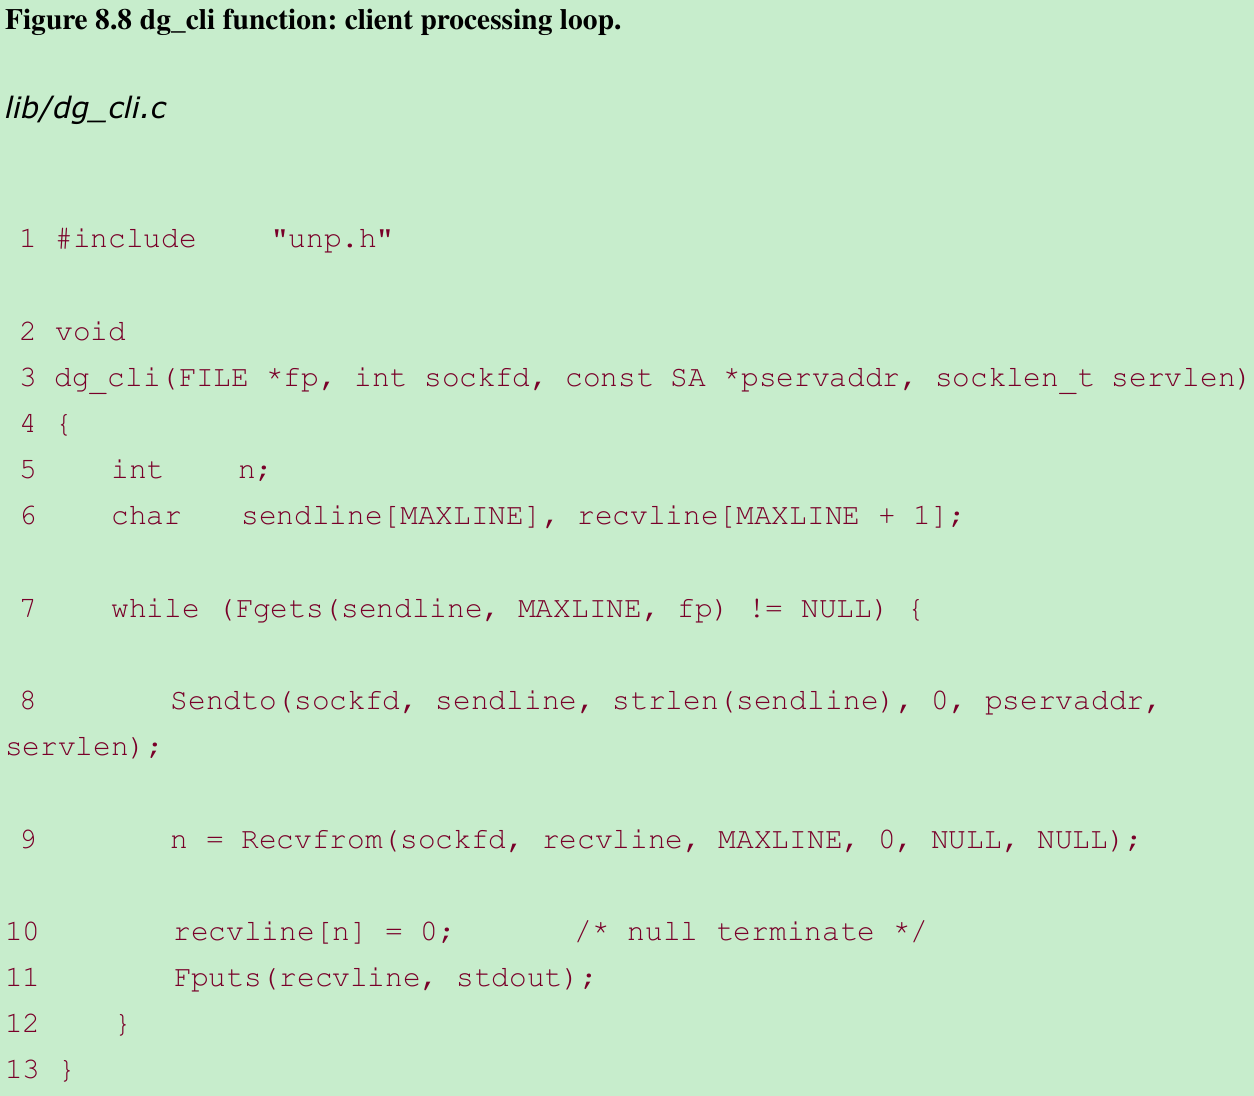 Figure 8.8 dg_cli function: client processing loop.
lib/dg_cli.c
1 #include    "unp.h"
2 void
3 dg_cli(FILE *fp, int sockfd, const SA *pservaddr, socklen_t servlen)
4 {
5    int    n;
6    char   sendline[MAXLINE], recvline[MAXLINE + 1];
7    while (Fgets(sendline, MAXLINE, fp) != NULL) {
8       Sendto(sockfd, sendline, strlen(sendline), 0, pservaddr,
servlen);
9       n = Recvfrom(sockfd, recvline, MAXLINE, 0, NULL, NULL);
10       recvline[n] = 0;       /* null terminate */
11       Fputs(recvline, stdout);
12    }
13 }